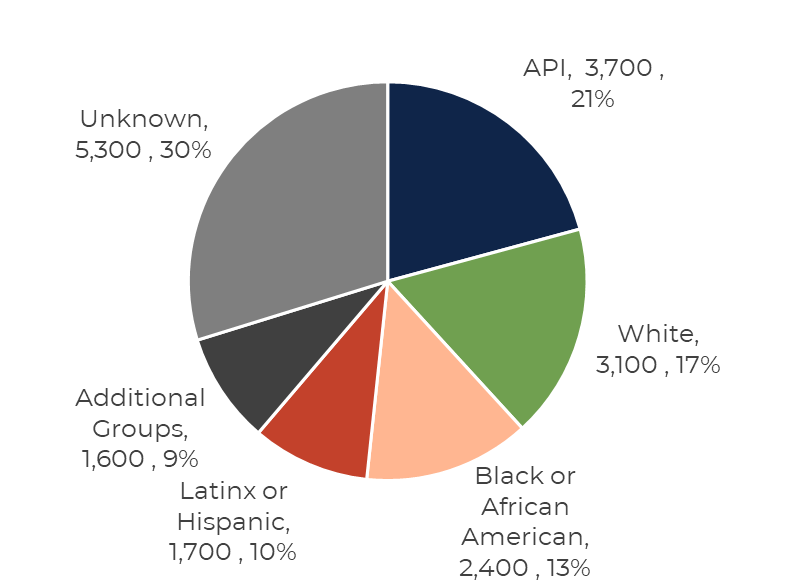 API,  3,700 ,
21%
Unknown,
5,300 , 30%
White,
3,100 , 17%
Additional
Groups,
1,600 , 9%
Latinx or
Hispanic,
1,700 , 10%
Black or
African
American,
2,400 , 13%